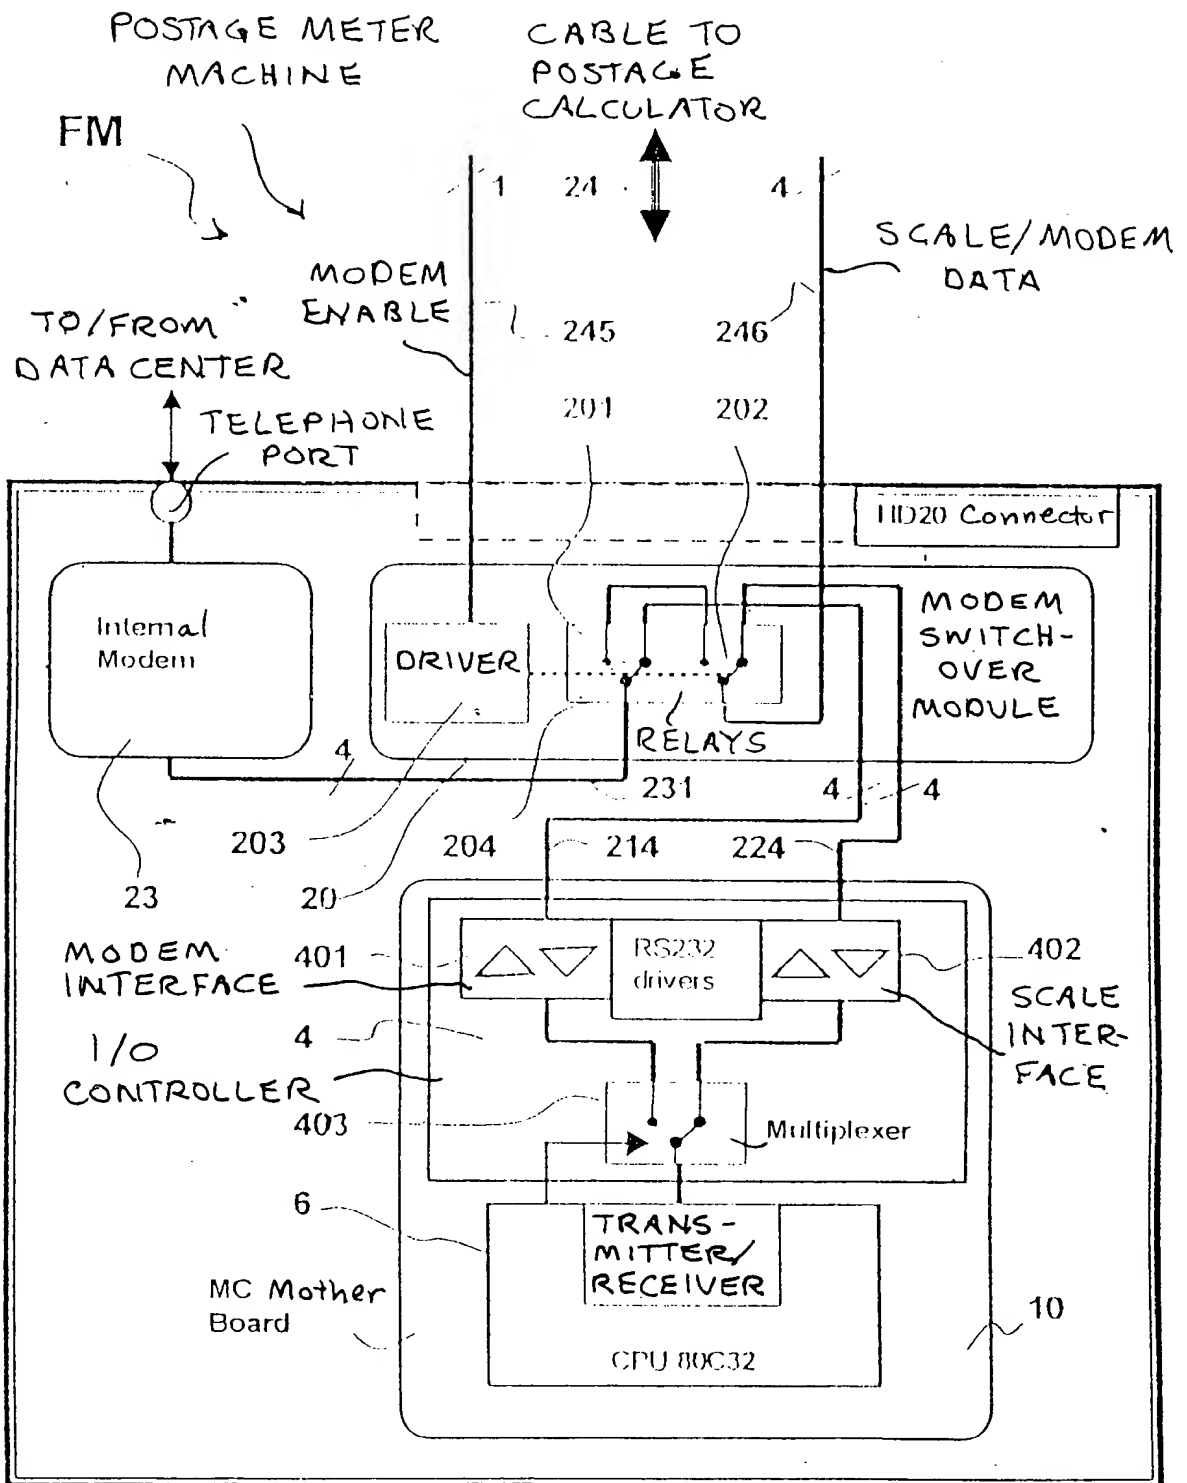 POSTAGE METER
MACHINE
CABLE TO
POSTAGE
CALCULATOR
FM
1
24
4
SCALE/MODEM
DATA
MODEM
ENABLE
245
246
TO/FROM
DATA CENTER
201
202
TELEPHONE
PORT
HD20 Connector
Internal
Modem
DRIVER
RELAYS
MODEM
SWITCH-
OVER
MODULE
4
231
4
4
203
204
214
224
23
20
MODEM
INTERFACE
401
RS232
drivers
402
SCALE
INTER-
FACE
4
I/O
CONTROLLER
403
Multiplexer
6
TRANS-
MITTER/
RECEIVER
MC Mother
Board
10
CPU 80C32